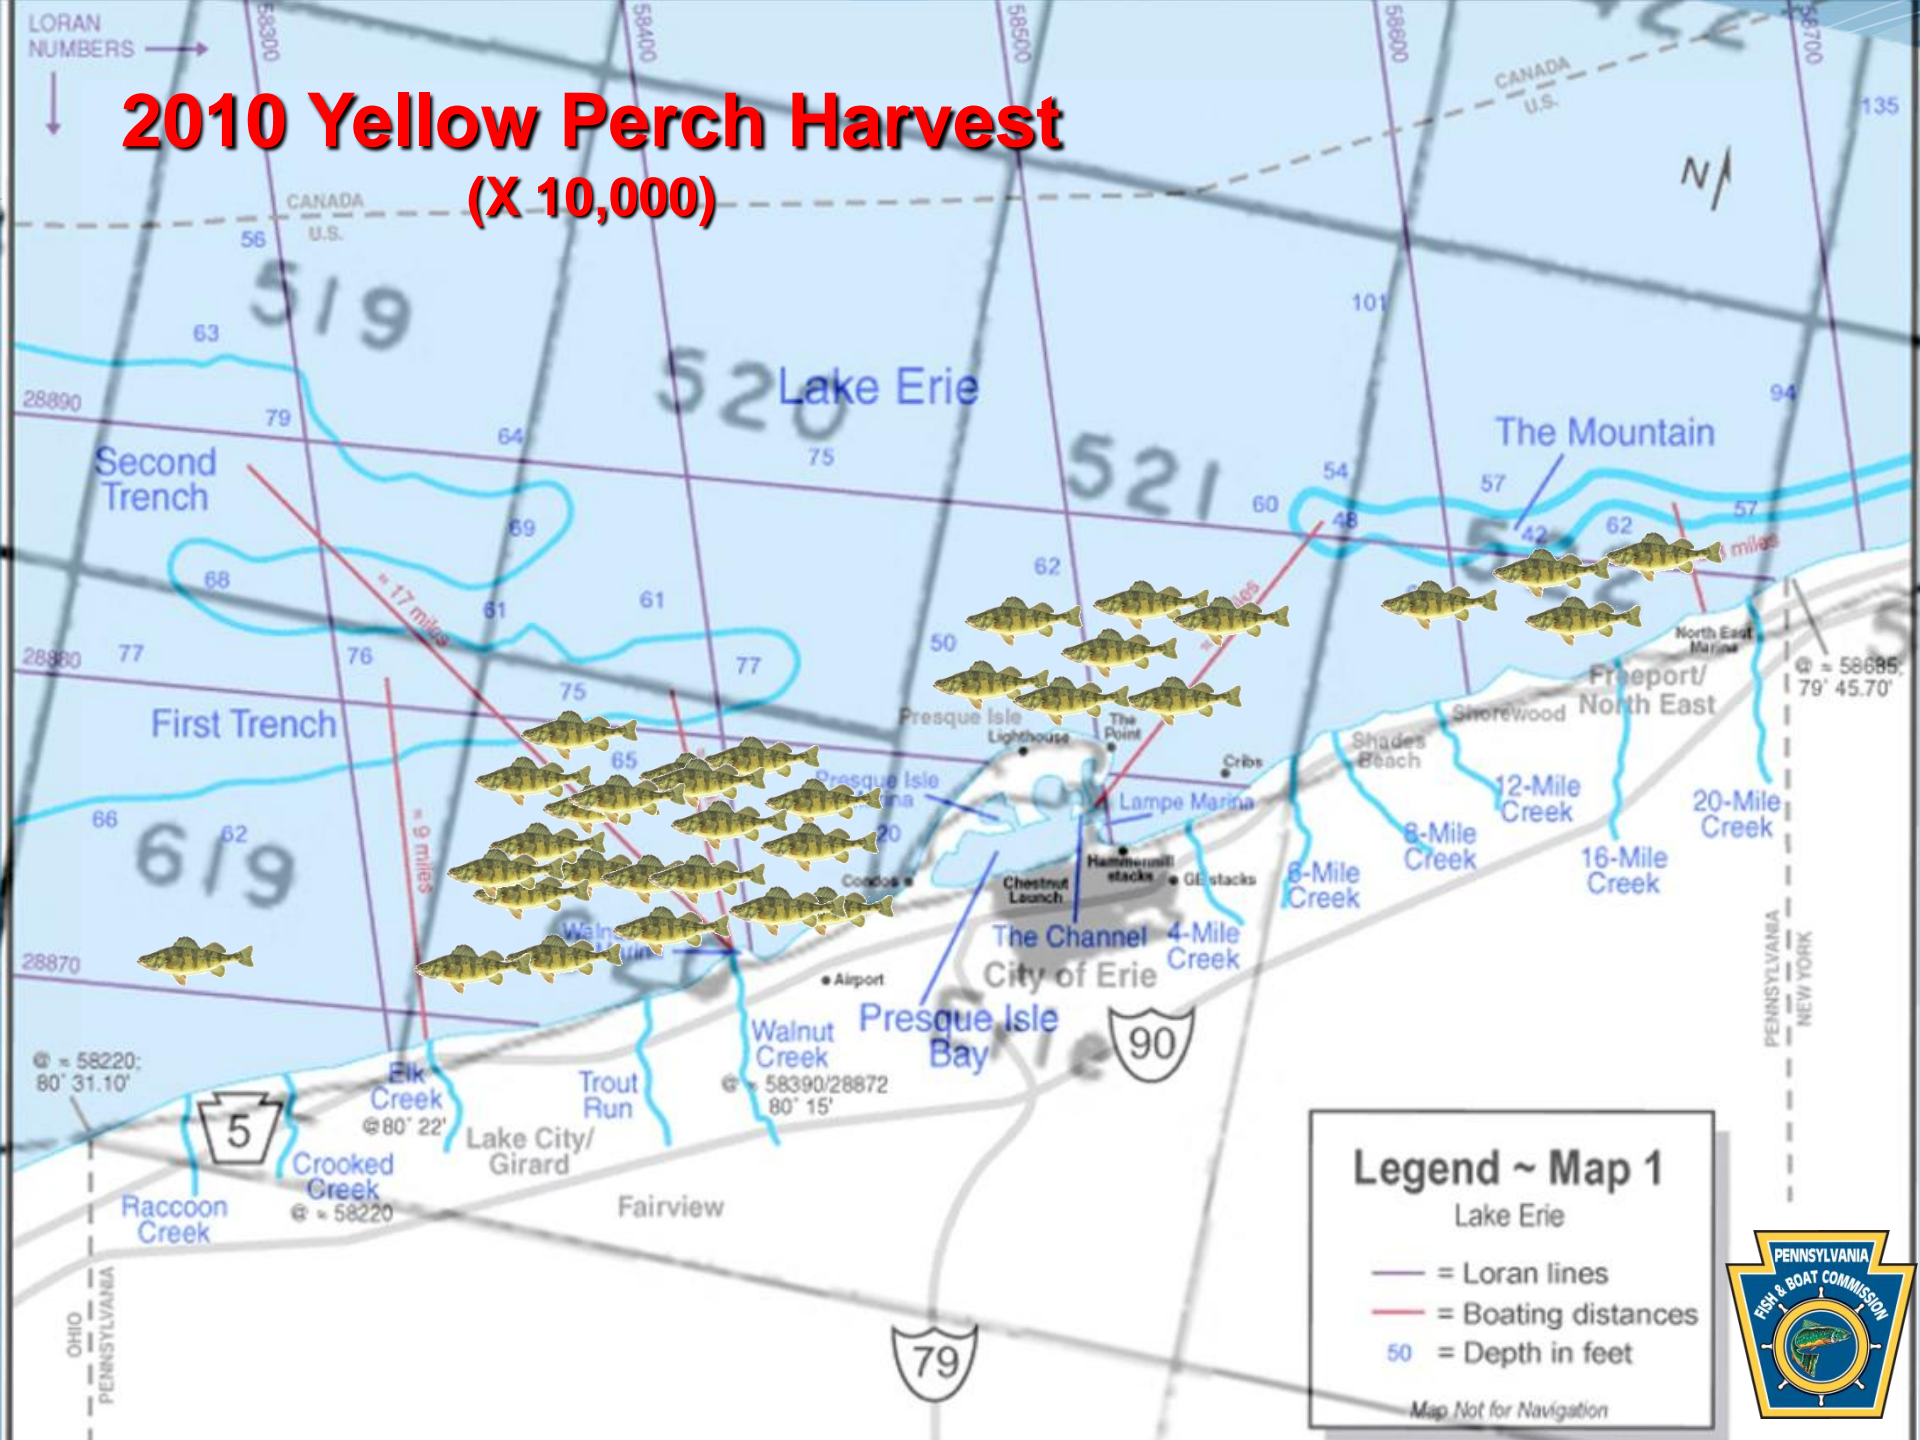 LORAN
NUMBERS
58300
58400
58500
58600
58700
2010 Yellow Perch Harvest
(X 10,000)
CANADA
U.S.
CANADA
U.S.
135
N
56
519
63
101
520
Lake Erie
28890
79
64
75
94
The Mountain
Second
Trench
521
54
57
60
48
57
69
522
42
62
miles
68
≈ 17 miles
61
61
62
77
28880
76
77
50
75
North East
Marina
@ ≈ 58685;
79° 45.70'
Freeport/
North East
First Trench
Presque Isle
Lighthouse
The
Point
Shorewood
Shades
Beach
65
Cribs
Presque Isle
Lampe Marina
66
62
619
≈ 9 miles
20
12-Mile
Creek
20-Mile
Creek
8-Mile
Creek
16-Mile
Creek
6-Mile
Creek
Condos
Hammermill
stacks
Chestnut
Launch
GE stacks
28870
The Channel
4-Mile
Creek
City of Erie
Airport
Presque Isle
Bay
Erie
90
Walnut
Creek
@ ≈ 58390/28872
80° 15'
@ ≈ 58220;
80° 31.10'
5
Elk
Creek
@80° 22'
Trout
Run
Lake City/
Girard
Crooked
Creek
@ ≈ 58220
Raccoon
Creek
Fairview
79
OHIO
PENNSYLVANIA
PENNSYLVANIA
NEW YORK
Legend ~ Map 1
Lake Erie
= Loran lines
= Boating distances
50 = Depth in feet
Map Not for Navigation
PENNSYLVANIA
FISH & BOAT COMMISSION